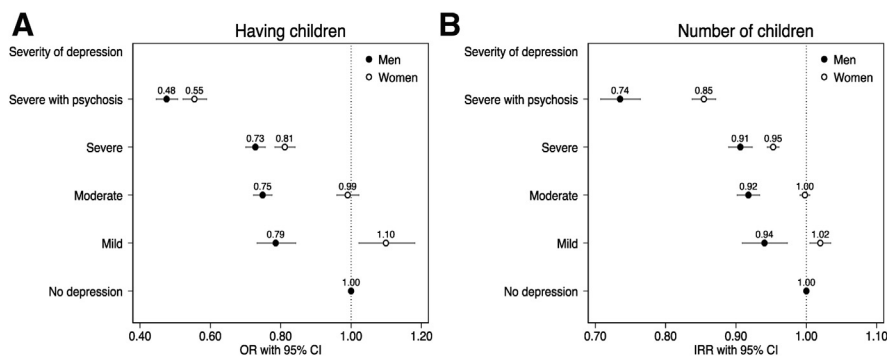 A
Having children
Severity of depression
Men
Women
Severe with psychosis
0.48
0.55
Severe
0.73
0.81
Moderate
0.75
0.99
Mild
0.79
1.10
No depression
1.00
0.40
0.60
0.80
1.00
1.20
OR with 95% CI
B
Number of children
Severity of depression
Men
Women
Severe with psychosis
0.74
0.85
Severe
0.91
0.95
Moderate
0.92
1.00
Mild
0.94
1.02
No depression
1.00
0.70
0.80
0.90
1.00
1.10
IRR with 95% CI